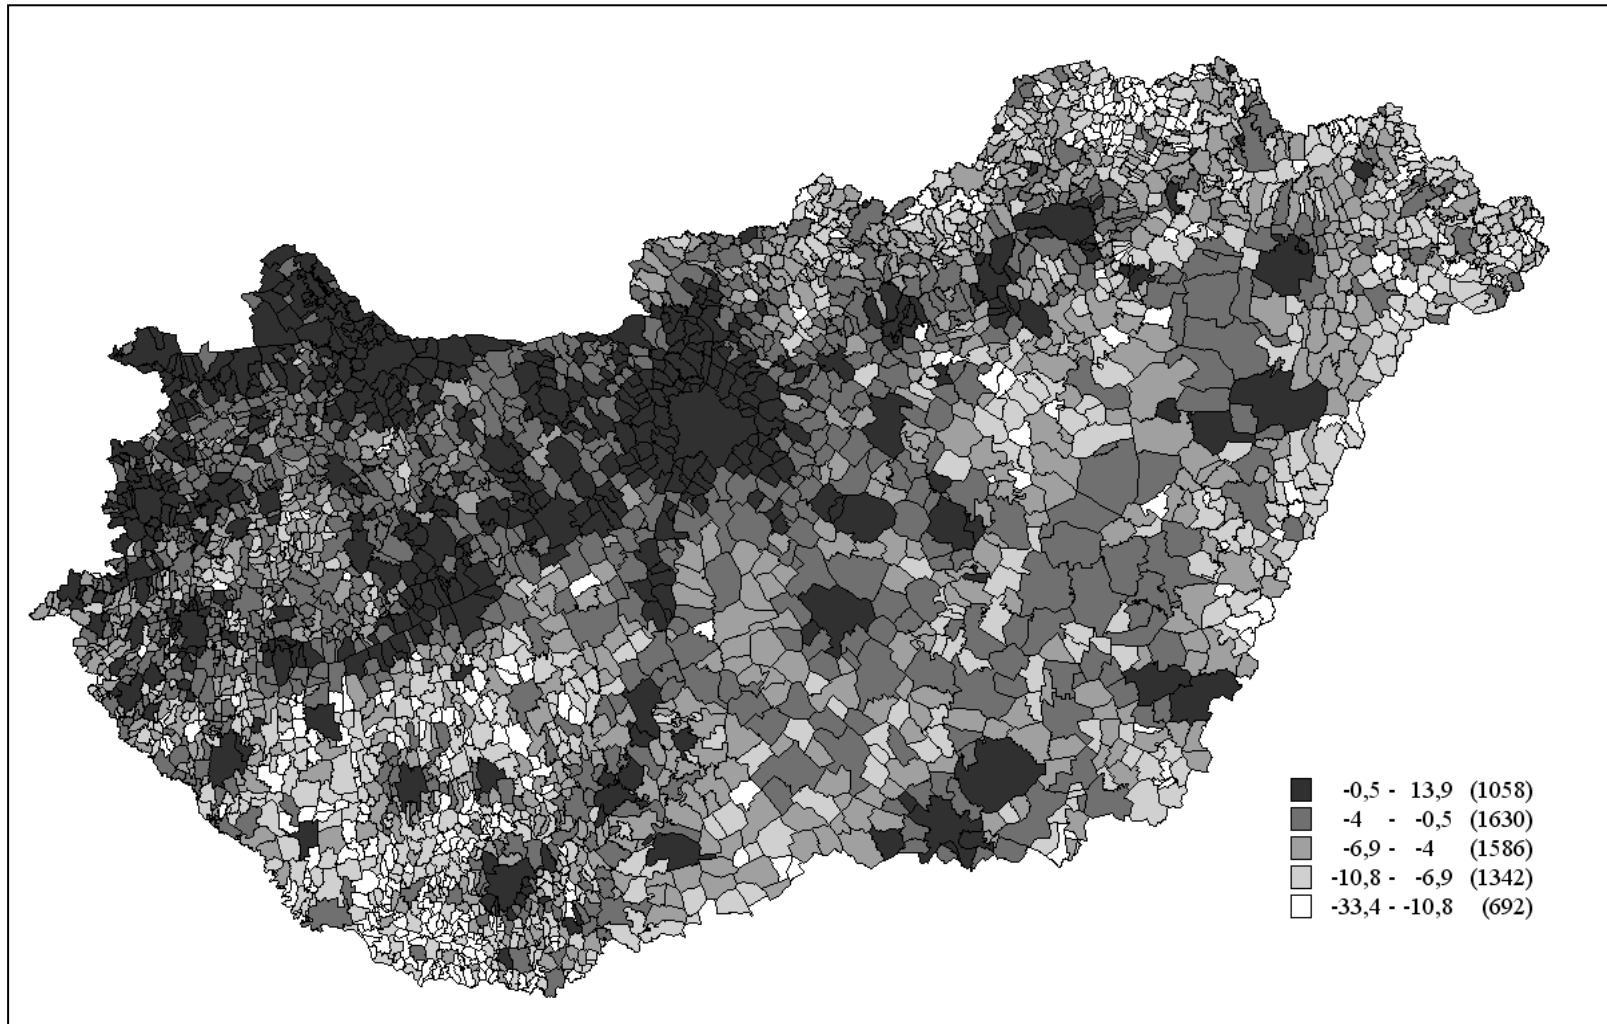 -0,5 - 13,9 (1058)
-4 - -0,5 (1630)
-6,9 - -4 (1586)
-10,8 - -6,9 (1342)
-33,4 - -10,8 (692)